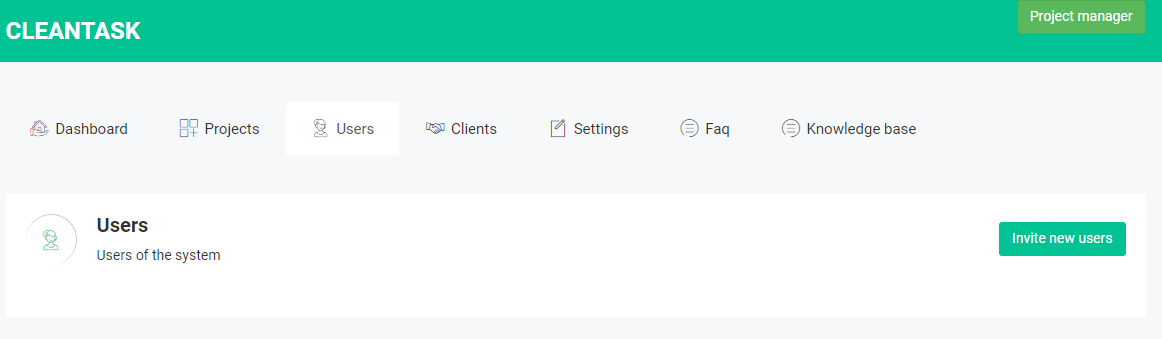 Project manager
CLEANTASK
Dashboard Projects Users Clients Settings Faq Knowledge base
Users
Invite new users
Users of the system